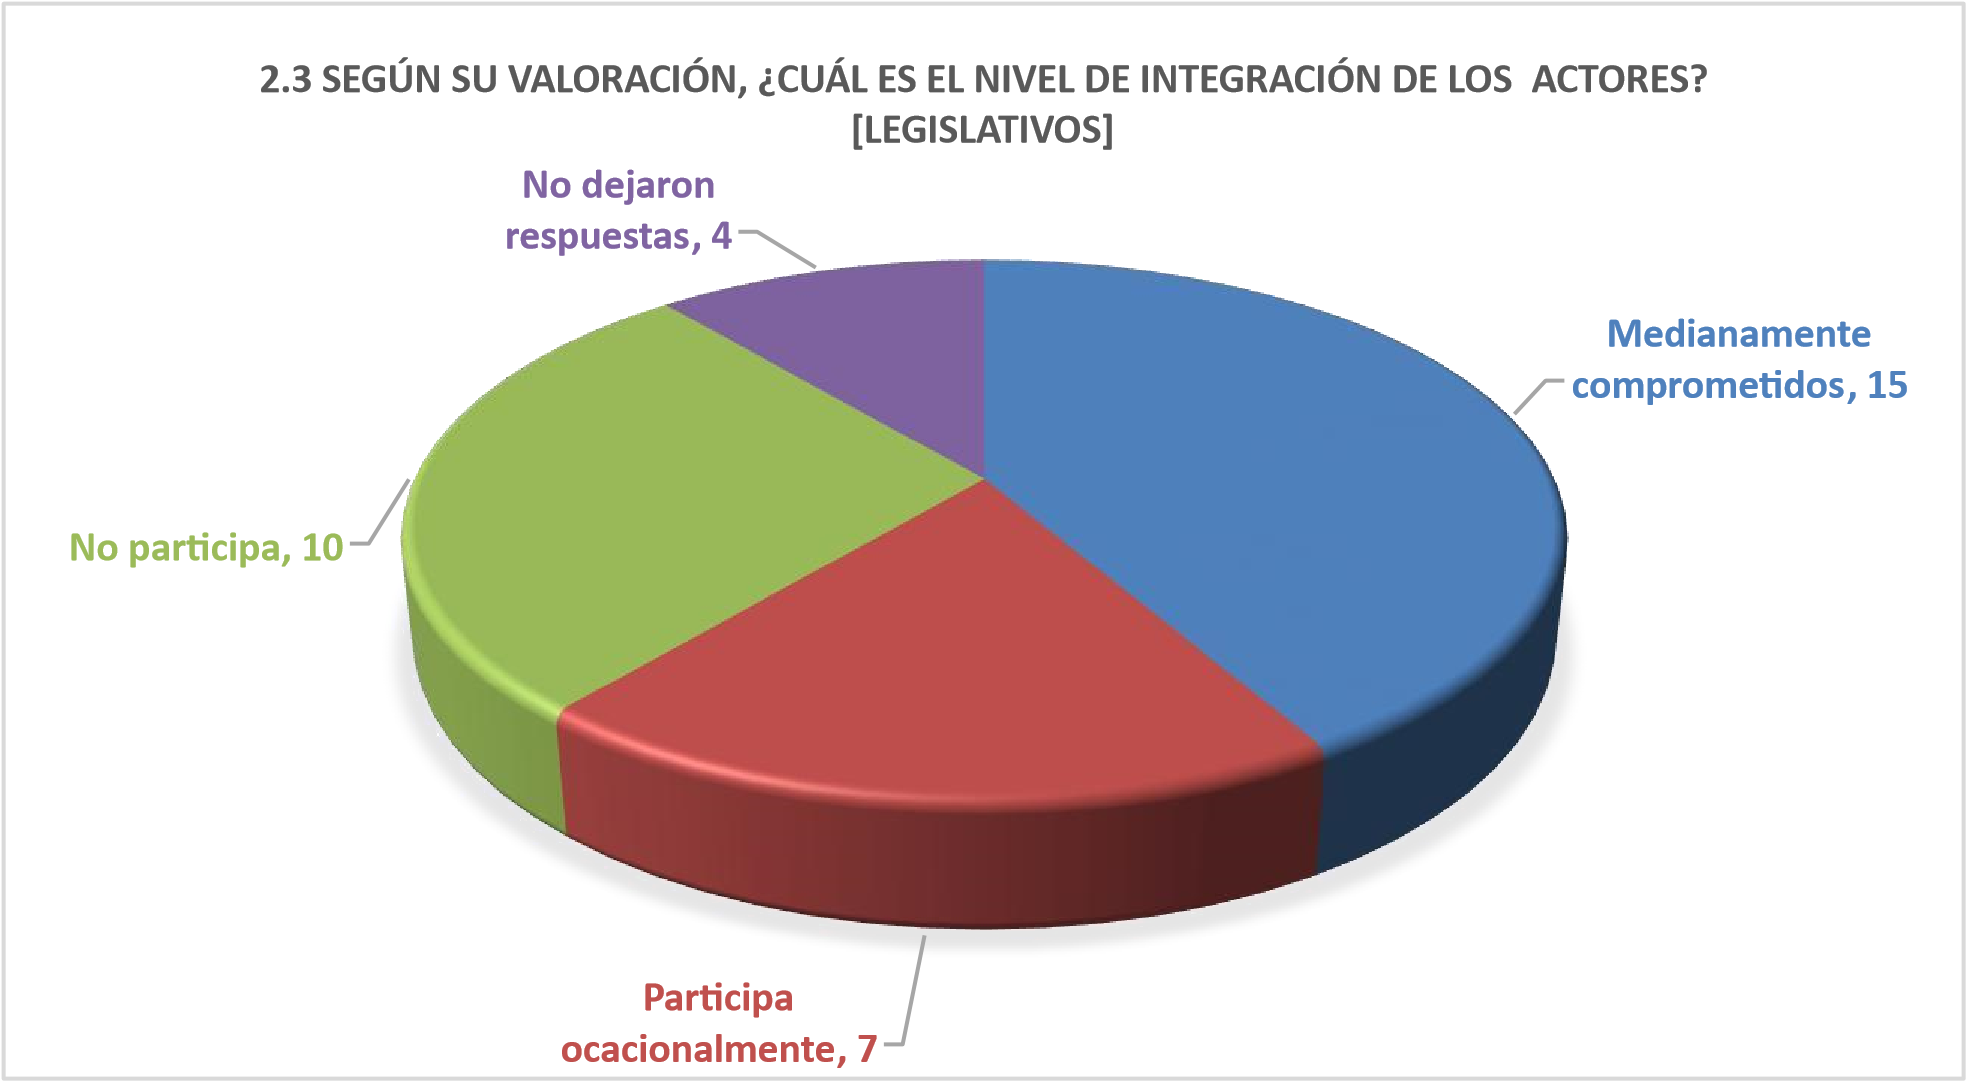 2.3 SEGÚN SU VALORACIÓN, ¿CUÁL ES EL NIVEL DE INTEGRACIÓN DE LOS  ACTORES?
[LEGISLATIVOS]
No dejaron
respuestas, 4
Medianamente
comprometidos, 15
No participa, 10
Participa
ocacionalmente, 7